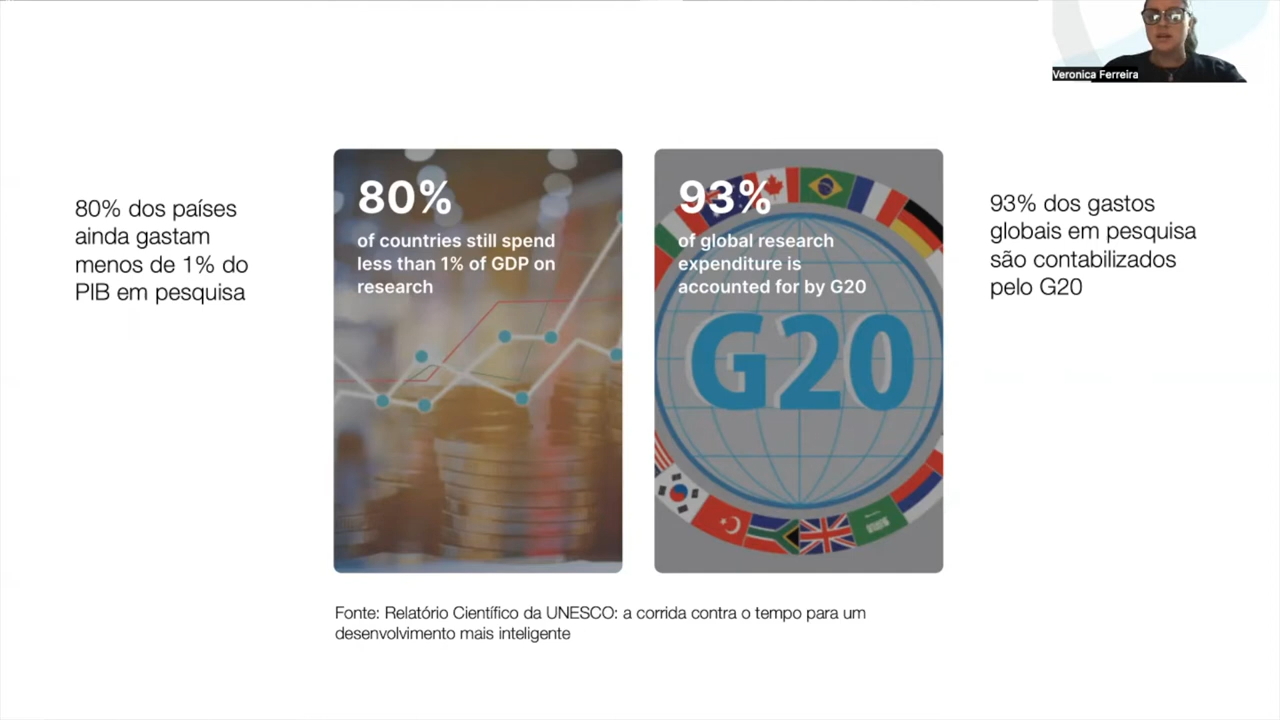 Veronica Ferreira
80% dos países
ainda gastam
menos de 1% do
PIB em pesquisa
80%
of countries still spend
less than 1% of GDP on
research
93%
of global research
expenditure is
accounted for by G20
G20
93% dos gastos
globais em pesquisa
são contabilizados
pelo G20
Fonte: Relatório Científico da UNESCO: a corrida contra o tempo para um
desenvolvimento mais inteligente